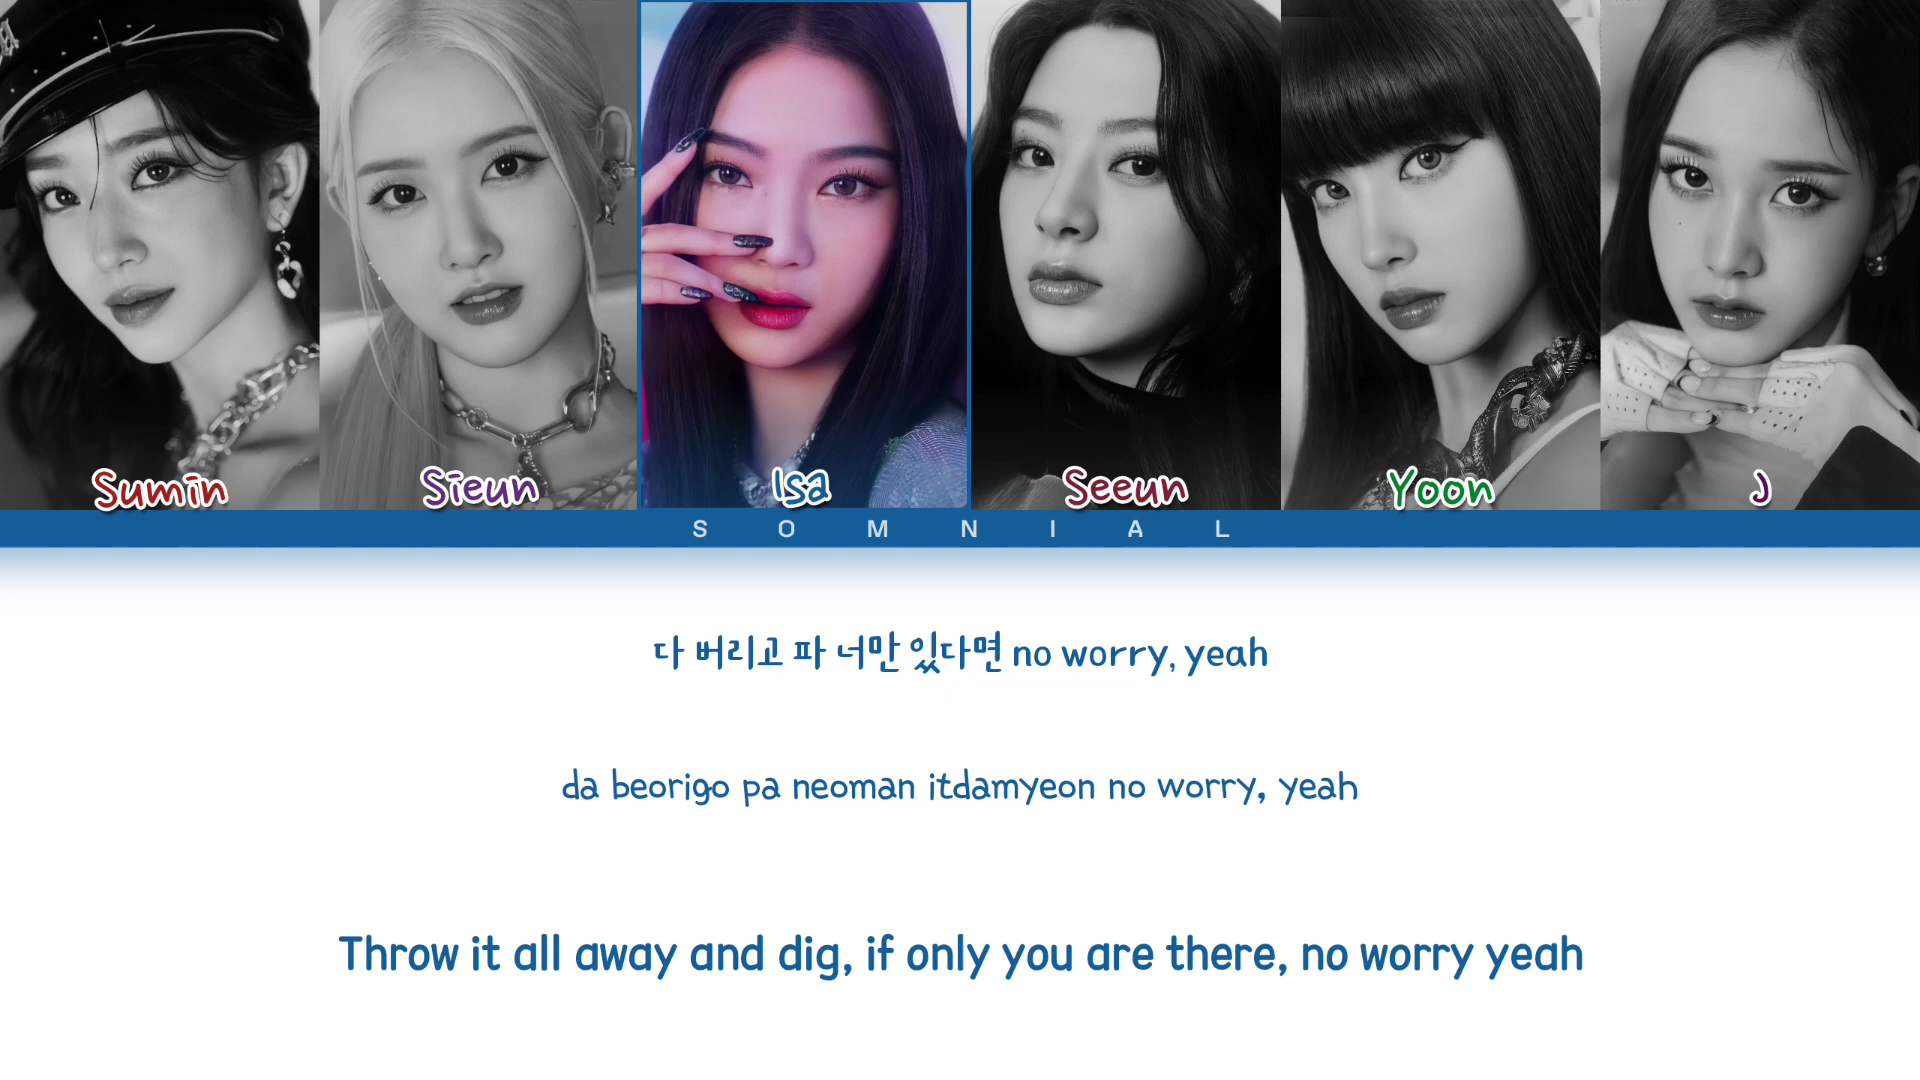 Sumin
Sieun
Isa
Seeun
Yoon
J
SOMNIAL
다 버리고 파 너만 있다면 no worry, yeah
da beorigo pa neoman itdamyeon no worry, yeah
Throw it all away and dig, if only you are there, no worry yeah